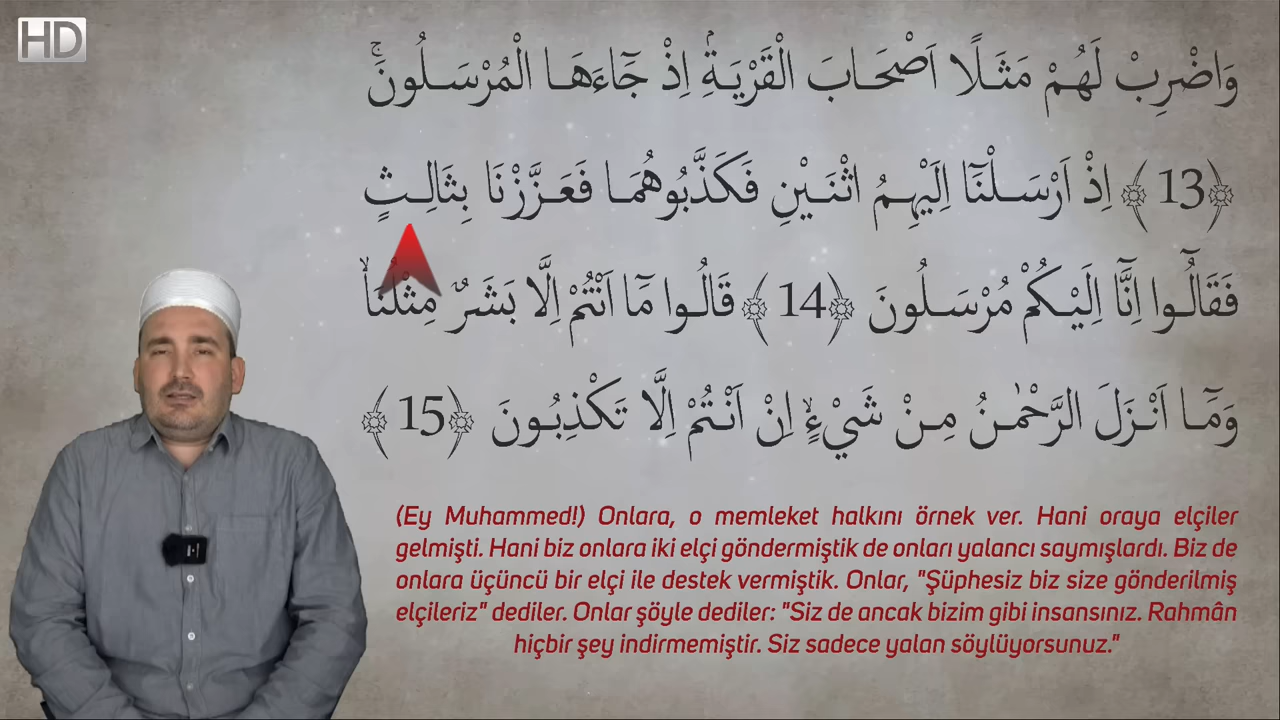 HD
وَاضْرِبْ لَهُمْ مَثَلًا اَصْحَابَ الْقَرْيَةِۢ اِذْ جَٓاءَهَا الْمُرْسَلُونَۚ
﴿13﴾ اِذْ اَرْسَلْنَٓا اِلَيْهِمُ اثْنَيْنِ فَكَذَّبُوهُمَا فَعَزَّزْنَا بِثَالِثٍ
فَقَالُٓوا اِنَّٓا اِلَيْكُمْ مُرْسَلُونَ ﴿14﴾ قَالُوا مَٓا اَنْتُمْ اِلَّا بَشَرٌ مِثْلُنَاۙ
وَمَٓا اَنْزَلَ الرَّحْمٰنُ مِنْ شَيْءٍۙ اِنْ اَنْتُمْ اِلَّا تَكْذِبُونَ ﴿15﴾
(Ey Muhammed!) Onlara, o memleket halkını örnek ver. Hani oraya elçiler
gelmişti. Hani biz onlara iki elçi göndermiştik de onları yalancı saymışlardı. Biz de
onlara üçüncü bir elçi ile destek vermiştik. Onlar, "Şüphesiz biz size gönderilmiş
elçileriz" dediler. Onlar şöyle dediler: "Siz de ancak bizim gibi insansınız. Rahmân
hiçbir şey indirmemiştir. Siz sadece yalan söylüyorsunuz."